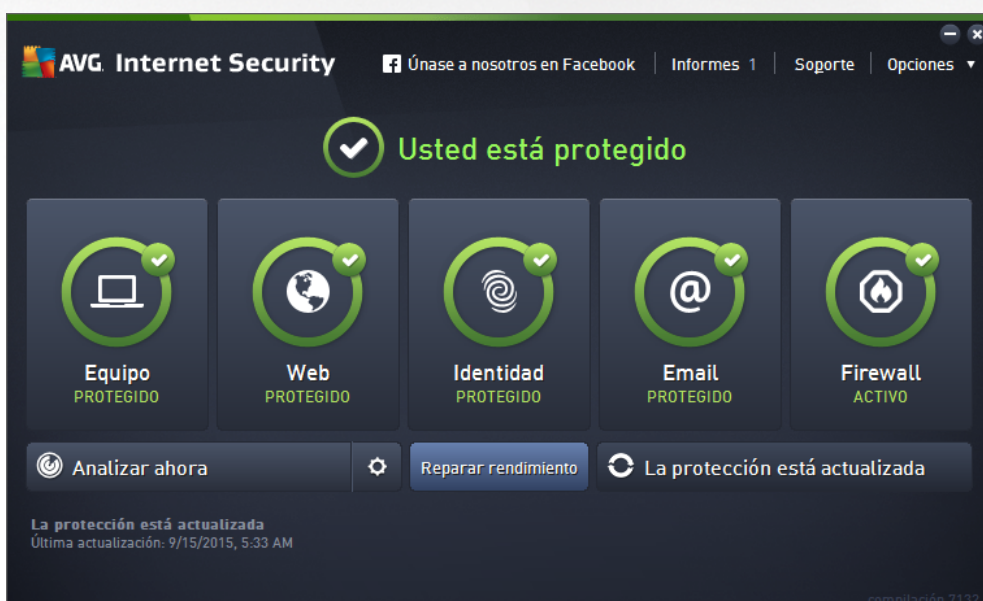 AVG. Internet Security
Únase a nosotros en Facebook
Informes 1
Soporte
Opciones
Usted está protegido
Equipo
PROTEGIDO
Web
PROTEGIDO
Identidad
PROTEGIDO
@
Email
PROTEGIDO
Firewall
ACTIVO
Analizar ahora
Reparar rendimiento
La protección está actualizada
La protección está actualizada
Última actualización: 9/15/2015, 5:33 AM
compilación 7132